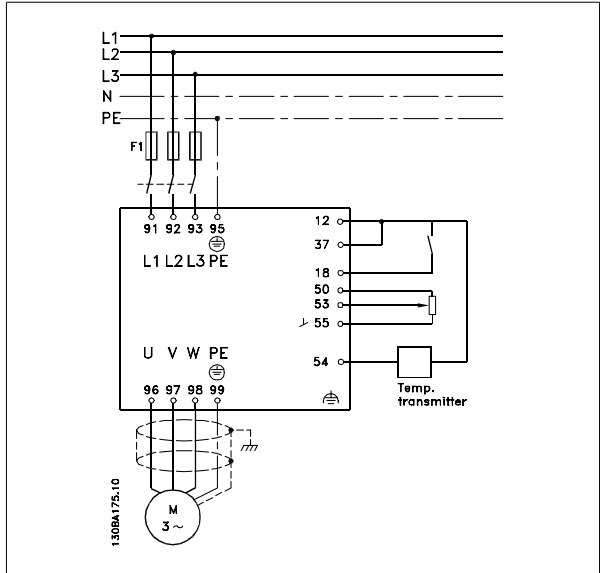 L1
L2
L3
N
PE
F1
91 92 93 95
L1 L2 L3 PE
12
37
18
50
53
55
54
U V W PE
96 97 98 99
Temp.
transmitter
M
3 ~
130BA175.10